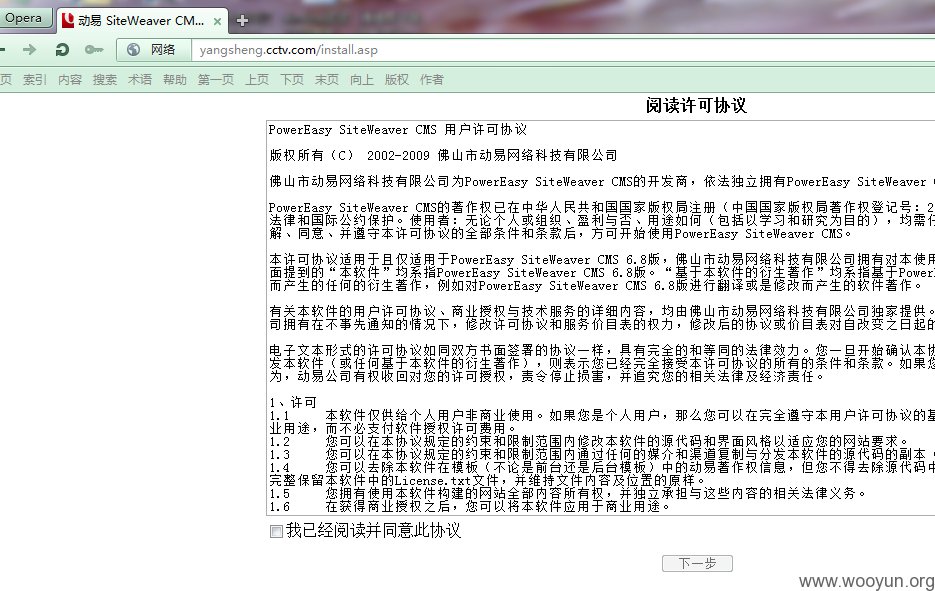 Opera
动易 SiteWeaver CM...
网络
yangsheng.cctv.com/install.asp
页 索引 内容 搜索 术语 帮助 第一页 上页 下页 末页 向上 版权 作者
阅读许可协议
PowerEasy SiteWeaver CMS 用户许可协议
版权所有（C） 2002-2009 佛山市动易网络科技有限公司
佛山市动易网络科技有限公司为PowerEasy SiteWeaver CMS的开发商，依法独立拥有PowerEasy SiteWeaver
PowerEasy SiteWeaver CMS的著作权已在中华人民共和国国家版权局注册（中国国家版权局著作权登记号：2
法律和国际公约保护。使用者：无论个人或组织、盈利与否、用途如何（包括以学习和研究为目的），均需仔
解、同意、并遵守本许可协议的全部条件和条款后，方可开始使用PowerEasy SiteWeaver CMS。
本许可协议适用于且仅适用于PowerEasy SiteWeaver CMS 6.8版，佛山市动易网络科技有限公司拥有对本使用
面提到的“本软件”均系指PowerEasy SiteWeaver CMS 6.8版。“基于本软件的衍生著作”均系指基于Power
而产生的任何的衍生著作，例如对PowerEasy SiteWeaver CMS 6.8版进行翻译或是修改而产生的软件著作。
有关本软件的用户许可协议、商业授权与技术服务的详细内容，均由佛山市动易网络科技有限公司独家提供。
司拥有在不事先通知的情况下，修改许可协议和服务价目表的权力，修改后的协议或价目表对自改变之日起的
电子文本形式的许可协议如同双方书面签署的协议一样，具有完全的和等同的法律效力。您一旦开始确认本协
发本软件（或任何基于本软件的衍生著作），则表示您已经完全接受本许可协议的所有的条件和条款。如果您
为，动易公司有权收回对您的许可授权，责令停止损害，并追究您的相关法律及经济责任。
1、许可
1.1 本软件仅供给个人用户非商业使用。如果您是个人用户，那么您可以在完全遵守本用户许可协议的基
业用途，而不必支付软件授权许可费用。
1.2 您可以在本协议规定的约束和限制范围内修改本软件的源代码和界面风格以适应您的网站要求。
1.3 您可以在本协议规定的约束和限制范围内通过任何的媒介和渠道复制与分发本软件的源代码的副本
1.4 您可以去除本软件在模板（不论是前台还是后台模板）中的动易著作权信息，但您不得去除源代码中
完整保留本软件中的License.txt文件，并维持文件内容及位置的原样。
1.5 您拥有使用本软件构建的网站全部内容所有权，并独立承担与这些内容的相关法律义务。
1.6 在获得商业授权之后，您可以将本软件应用于商业用途。
我已经阅读并同意此协议
下一步
www.wooyun.org